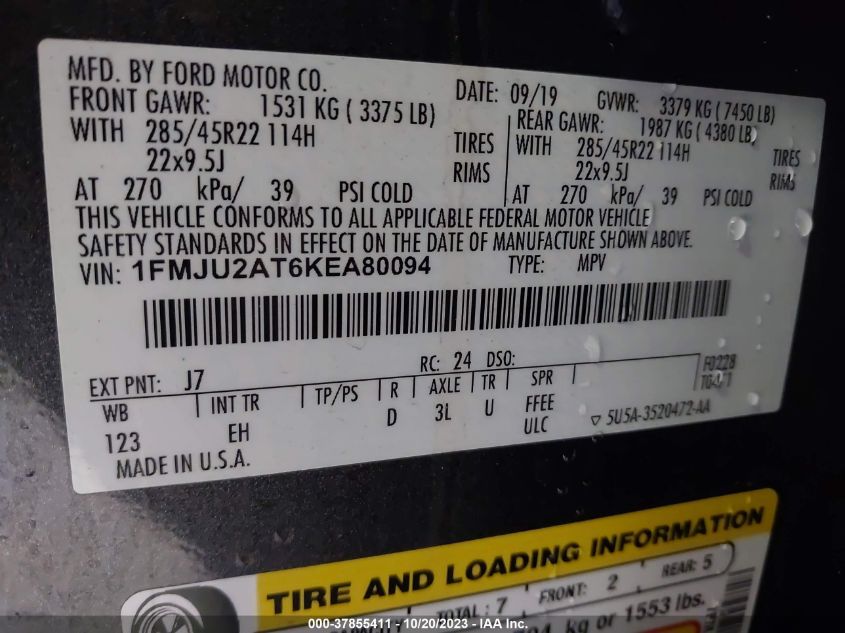 MFD. BY FORD MOTOR CO. DATE: 09/19 GVWR: 3379 KG ( 7450 LB)
FRONT GAWR: 1531 KG ( 3375 LB) REAR GAWR: 1987 KG ( 4380 LB)
WITH 285/45R22 114H TIRES WITH 285/45R22 114H TIRES
22x9.5J RIMS 22x9.5J RIMS
AT 270 kPa/ 39 PSI COLD AT 270 kPa/ 39 PSI COLD
THIS VEHICLE CONFORMS TO ALL APPLICABLE FEDERAL MOTOR VEHICLE
SAFETY STANDARDS IN EFFECT ON THE DATE OF MANUFACTURE SHOWN ABOVE.
VIN: 1FMJU2AT6KEA80094 TYPE: MPV
EXT PNT: J7 RC: 24 DSO: F0228
WB INT TR TP/PS R AXLE TR SPR
123 EH D 3L U FFEE
ULC ▽ 5U5A-3520472-AA
MADE IN U.S.A.
TIRE AND LOADING INFORMATION
TOTAL : 7 FRONT: 2 REAR: 5
kg or 1553 lbs.
000-37855411 - 10/20/2023 - IAA Inc.